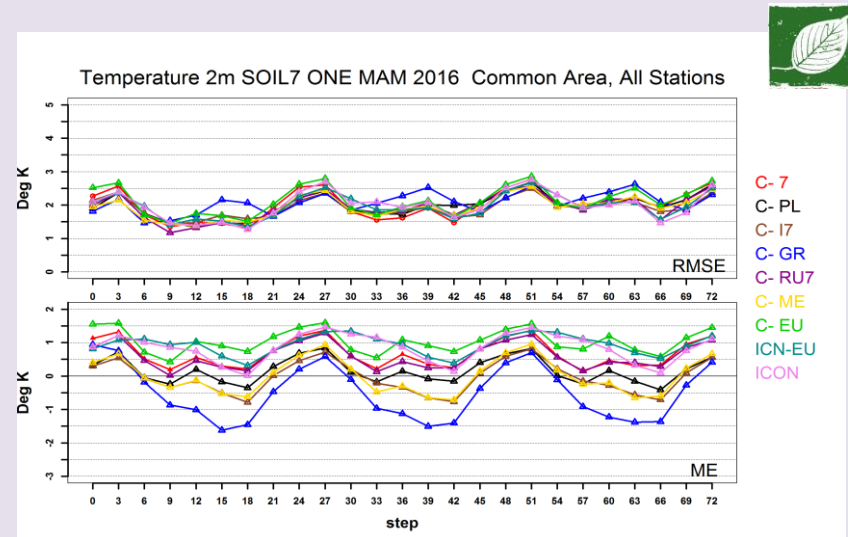 Temperature 2m SOIL7 ONE MAM 2016 Common Area, All Stations
Deg K
5
4
3
2
1
0
RMSE
0 3 6 9 12 15 18 21 24 27 30 33 36 39 42 45 48 51 54 57 60 63 66 69 72
Deg K
2
1
0
-1
-2
-3
ME
0 3 6 9 12 15 18 21 24 27 30 33 36 39 42 45 48 51 54 57 60 63 66 69 72
step
C- 7
C- PL
C- I7
C- GR
C- RU7
C- ME
C- EU
ICN-EU
ICON